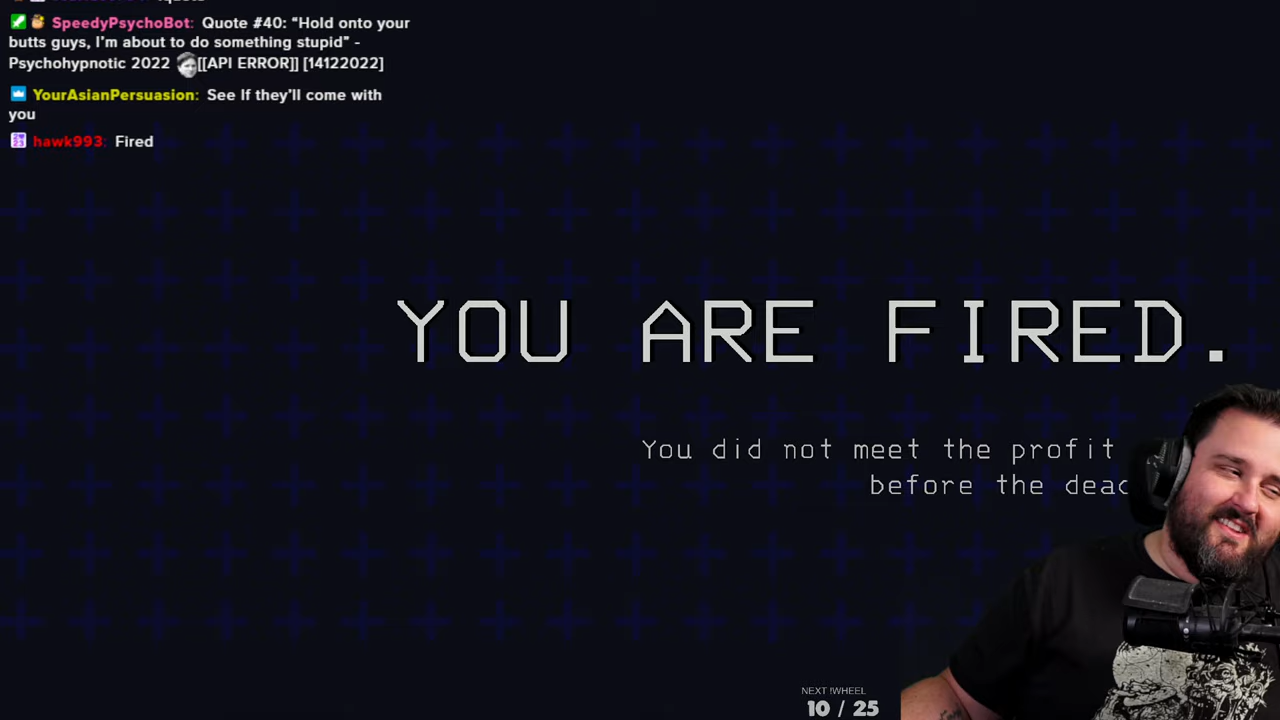 SpeedyPsychoBot: Quote #40: "Hold onto your
butts guys, I'm about to do something stupid" -
Psychohypnotic 2022 [[API ERROR]] [14122022]
YourAsianPersuasion: See If they'll come with
you
hawk993: Fired
YOU ARE FIRED.
You did not meet the profit
before the
NEXT !WHEEL
10 / 25